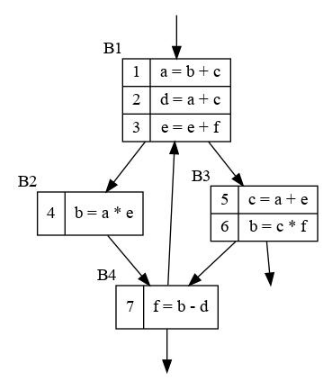 B1
1 a = b + c
2 d = a + c
3 e = e + f
B2
4 b = a * e
B3
5 c = a + e
6 b = c * f
B4
7 f = b - d